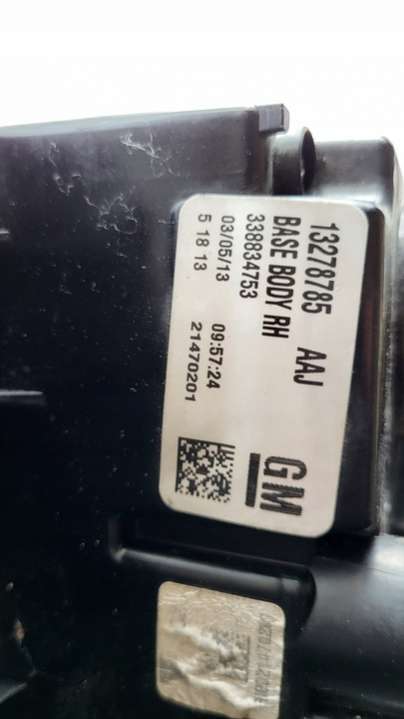 13278785 AAJ
BASE BODY RH
338834753
03/05/13 09:57:24
5 18 13 21470201
GM